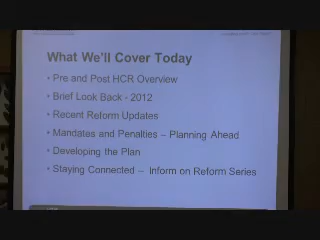 What We'll Cover Today
• Pre and Post HCR Overview
• Brief Look Back - 2012
• Recent Reform Updates
• Mandates and Penalties – Planning Ahead
• Developing the Plan
• Staying Connected – Inform on Reform Series